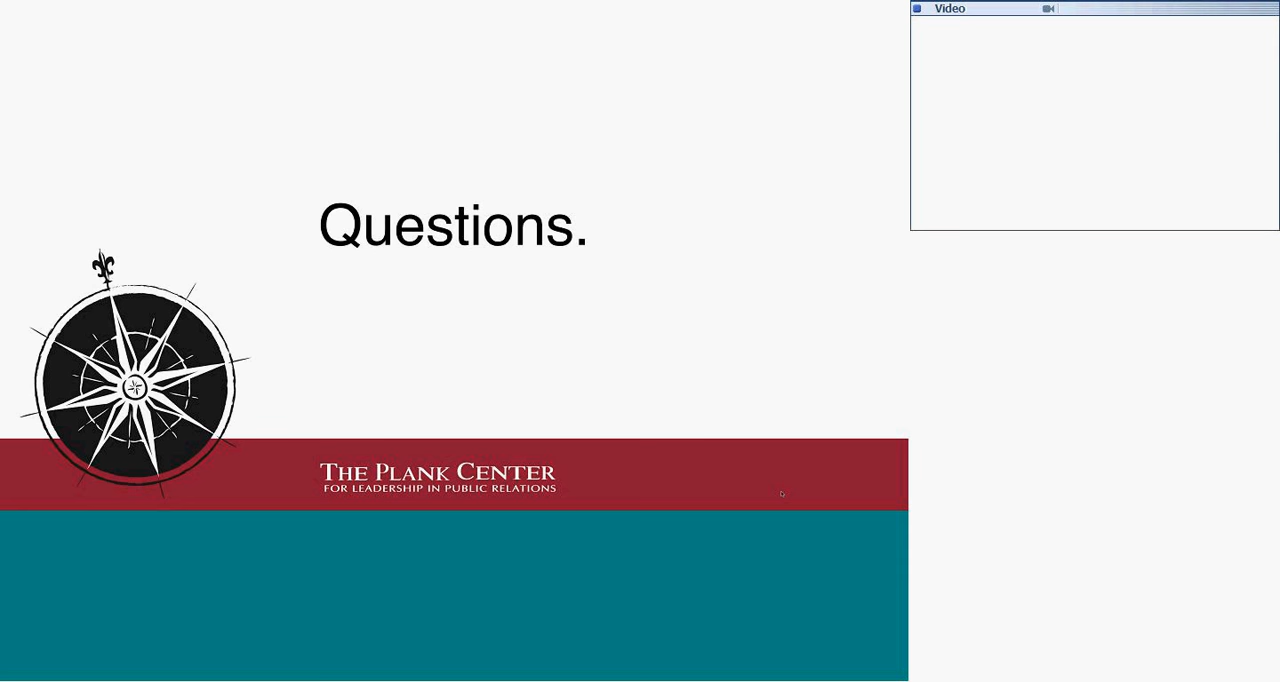 Video
Questions.
THE PLANK CENTER
FOR LEADERSHIP IN PUBLIC RELATIONS